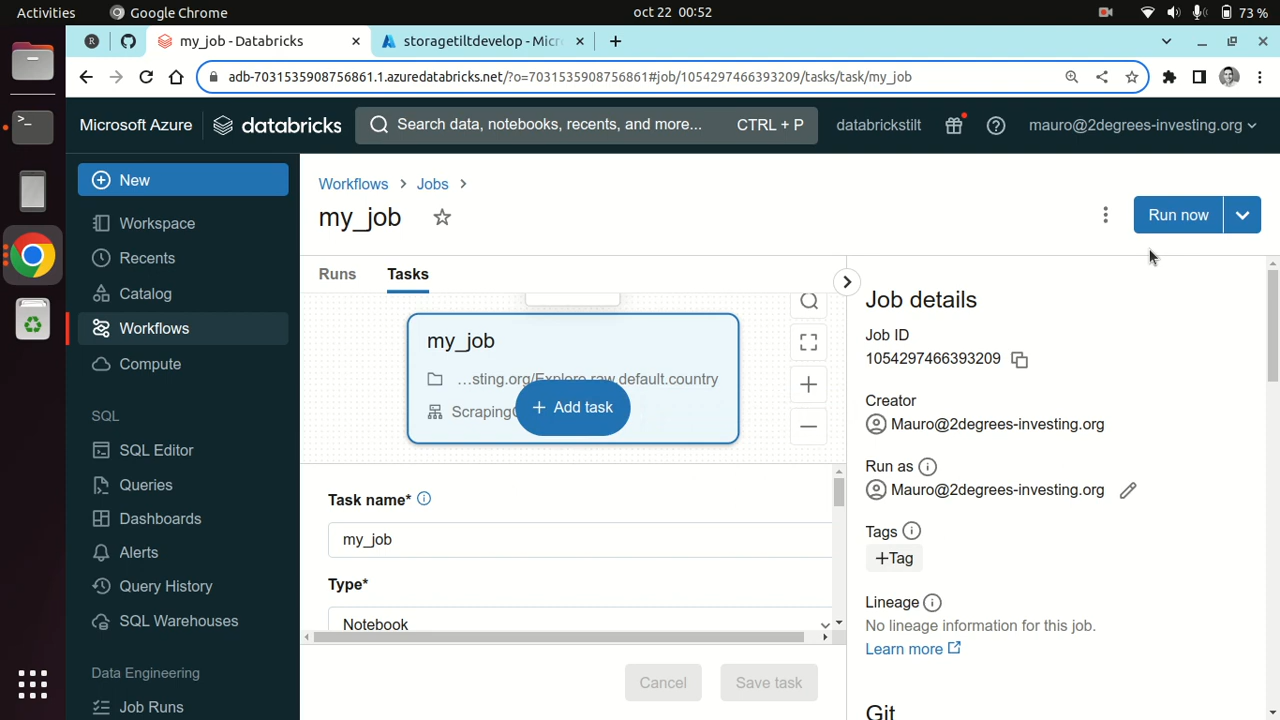 Activities
Google Chrome
oct 22 00:52
73 %
my_job - Databricks
storagetiltdevelop - Micr
adb-7031535908756861.1.azuredatabricks.net/?o=7031535908756861#job/1054297466393209/tasks/task/my_job
Microsoft Azure
databricks
Search data, notebooks, recents, and more...
CTRL + P
databrickstilt
mauro@2degrees-investing.org
New
Workspace
Recents
Catalog
Workflows
Compute
SQL
SQL Editor
Queries
Dashboards
Alerts
Query History
SQL Warehouses
Data Engineering
Job Runs
Workflows > Jobs >
my_job
Run now
Runs
Tasks
my_job
...sting.org/Explore raw.default.country
Scraping
+ Add task
Task name*
my_job
Type*
Notebook
Cancel
Save task
Job details
Job ID
1054297466393209
Creator
Mauro@2degrees-investing.org
Run as
Mauro@2degrees-investing.org
Tags
+Tag
Lineage
No lineage information for this job.
Learn more
Git